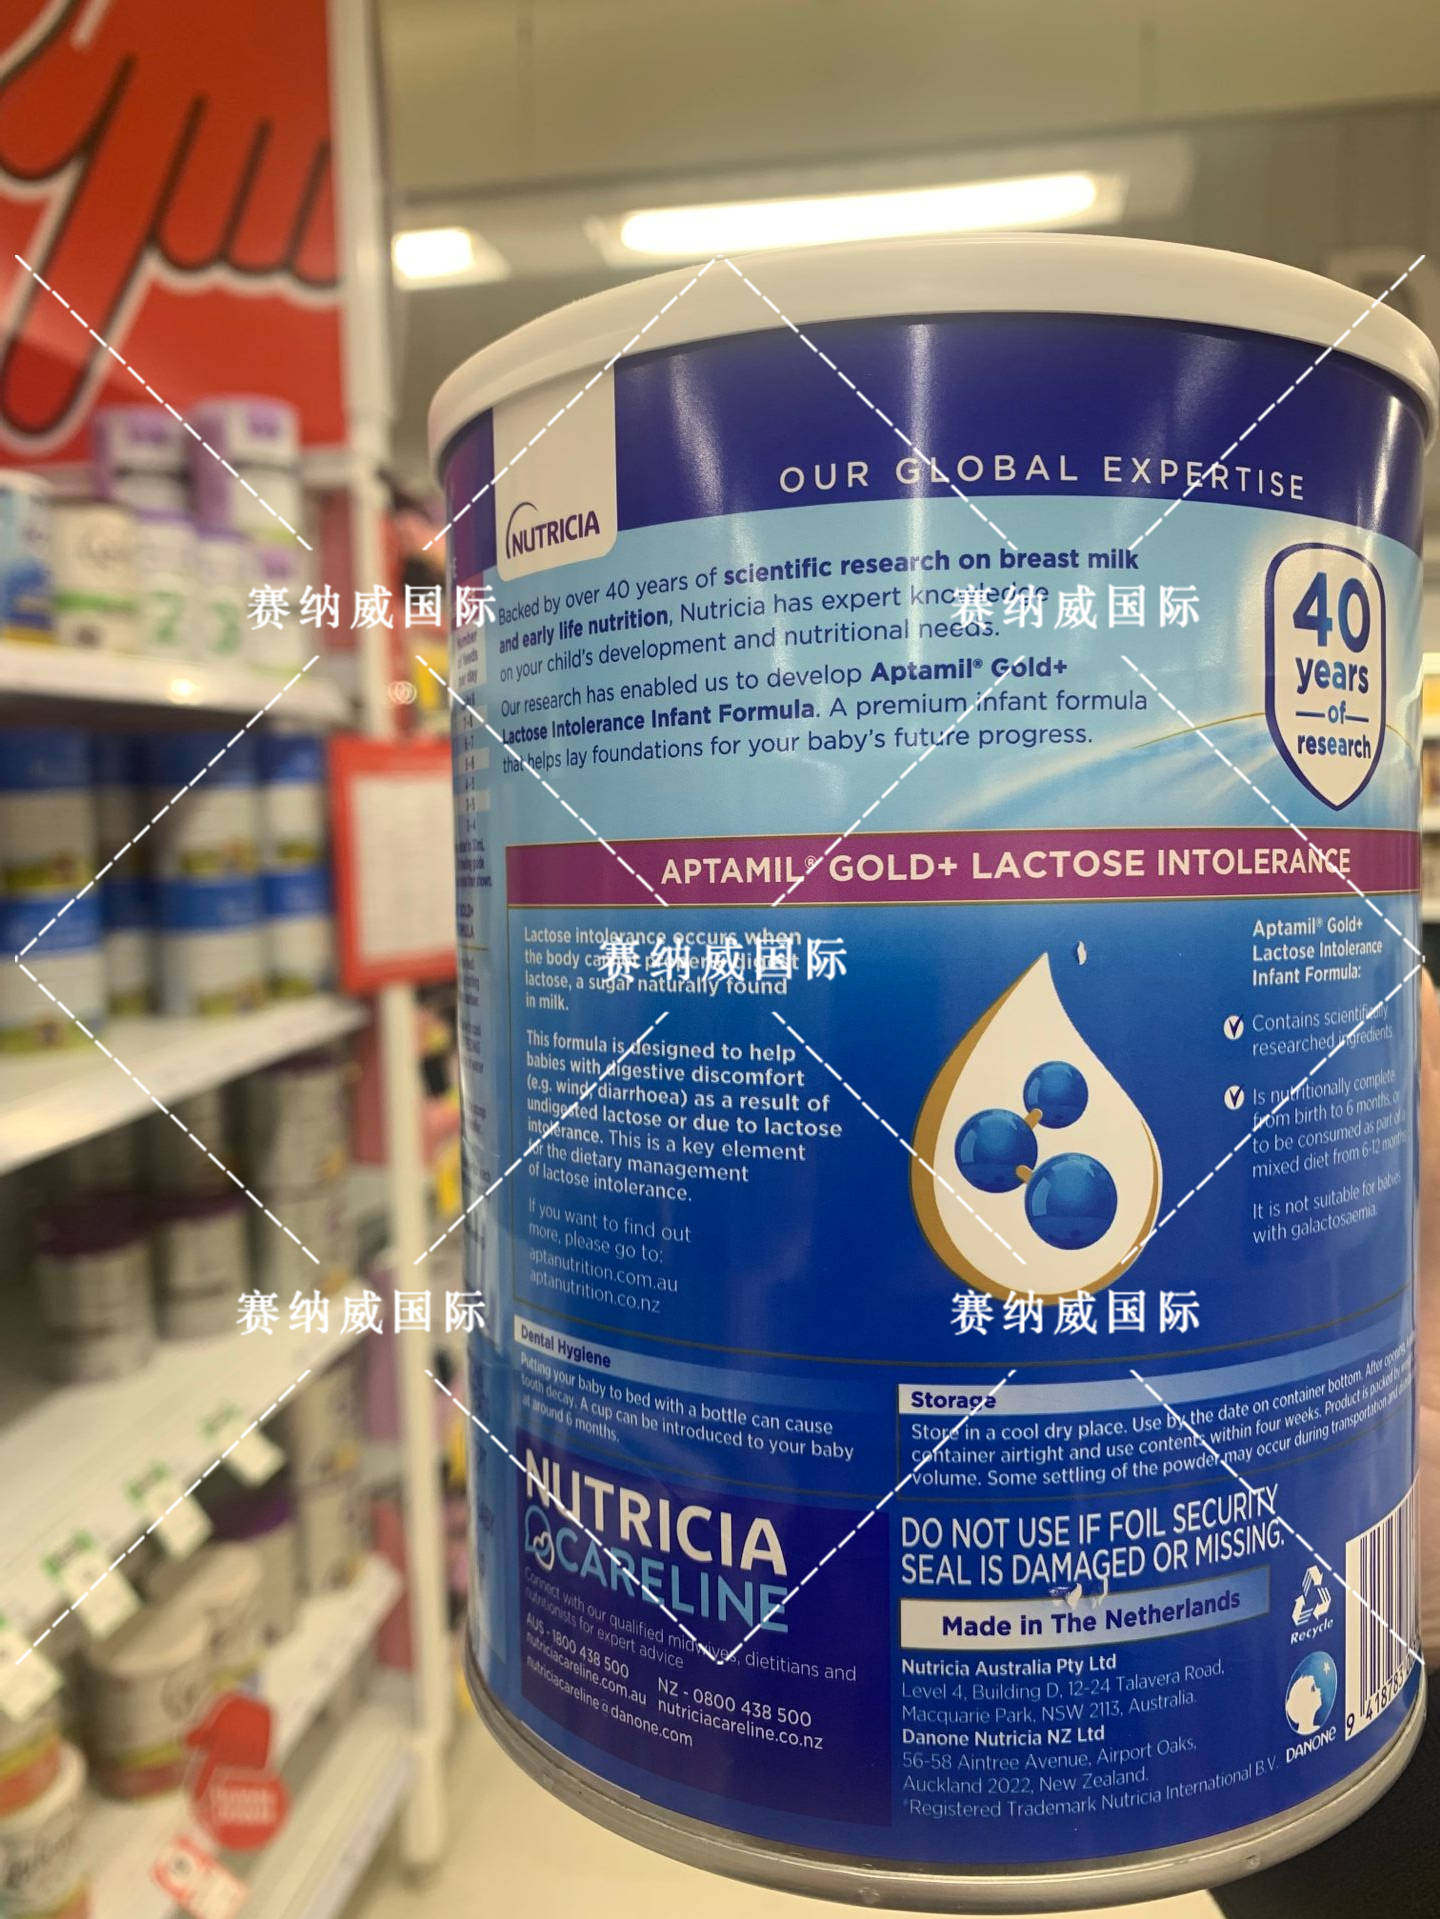 OUR GLOBAL EXPERTISE
NUTRICIA
Backed by over 40 years of scientific research on breast milk
and early life nutrition, Nutricia has expert knowledge
on your child's development and nutritional needs.
Our research has enabled us to develop Aptamil® Gold+
Lactose Intolerance Infant Formula. A premium infant formula
that helps lay foundations for your baby's future progress.
40
years
—of—
research
赛纳威国际
赛纳威国际
APTAMIL® GOLD+ LACTOSE INTOLERANCE
Lactose intolerance occurs when
the body cannot properly digest
lactose, a sugar naturally found
in milk.
赛纳威国际
This formula is designed to help
babies with digestive discomfort
(e.g. wind, diarrhoea) as a result of
undigested lactose or due to lactose
intolerance. This is a key element
for the dietary management
of lactose intolerance.
If you want to find out
more, please go to:
aptanutrition.com.au
aptanutrition.co.nz
Aptamil® Gold+
Lactose Intolerance
Infant Formula:
Contains scientifically
researched ingredients
Is nutritionally complete
from birth to 6 months, or
to be consumed as part of a
mixed diet from 6-12 months
It is not suitable for babies
with galactosaemia.
赛纳威国际
赛纳威国际
Dental Hygiene
Putting your baby to bed with a bottle can cause
tooth decay. A cup can be introduced to your baby
at around 6 months.
Storage
Store in a cool dry place. Use by the date on container bottom. After opening,
container airtight and use contents within four weeks. Product is packed by
volume. Some settling of the powder may occur during transportation and
NUTRICIA
CARELINE
Connect with our qualified midwives, dietitians and
nutritionists for expert advice
AUS - 1800 438 500
NZ - 0800 438 500
nutriciacareline.com.au
nutriciacareline.co.nz
nutriciacareline@danone.com
DO NOT USE IF FOIL SECURITY
SEAL IS DAMAGED OR MISSING.
Made in The Netherlands
Nutricia Australia Pty Ltd
Level 4, Building D, 12-24 Talavera Road,
Macquarie Park, NSW 2113, Australia.
Danone Nutricia NZ Ltd
56-58 Aintree Avenue, Airport Oaks,
Auckland 2022, New Zealand.
*Registered Trademark Nutricia International B.V.
Recycle
DANONE